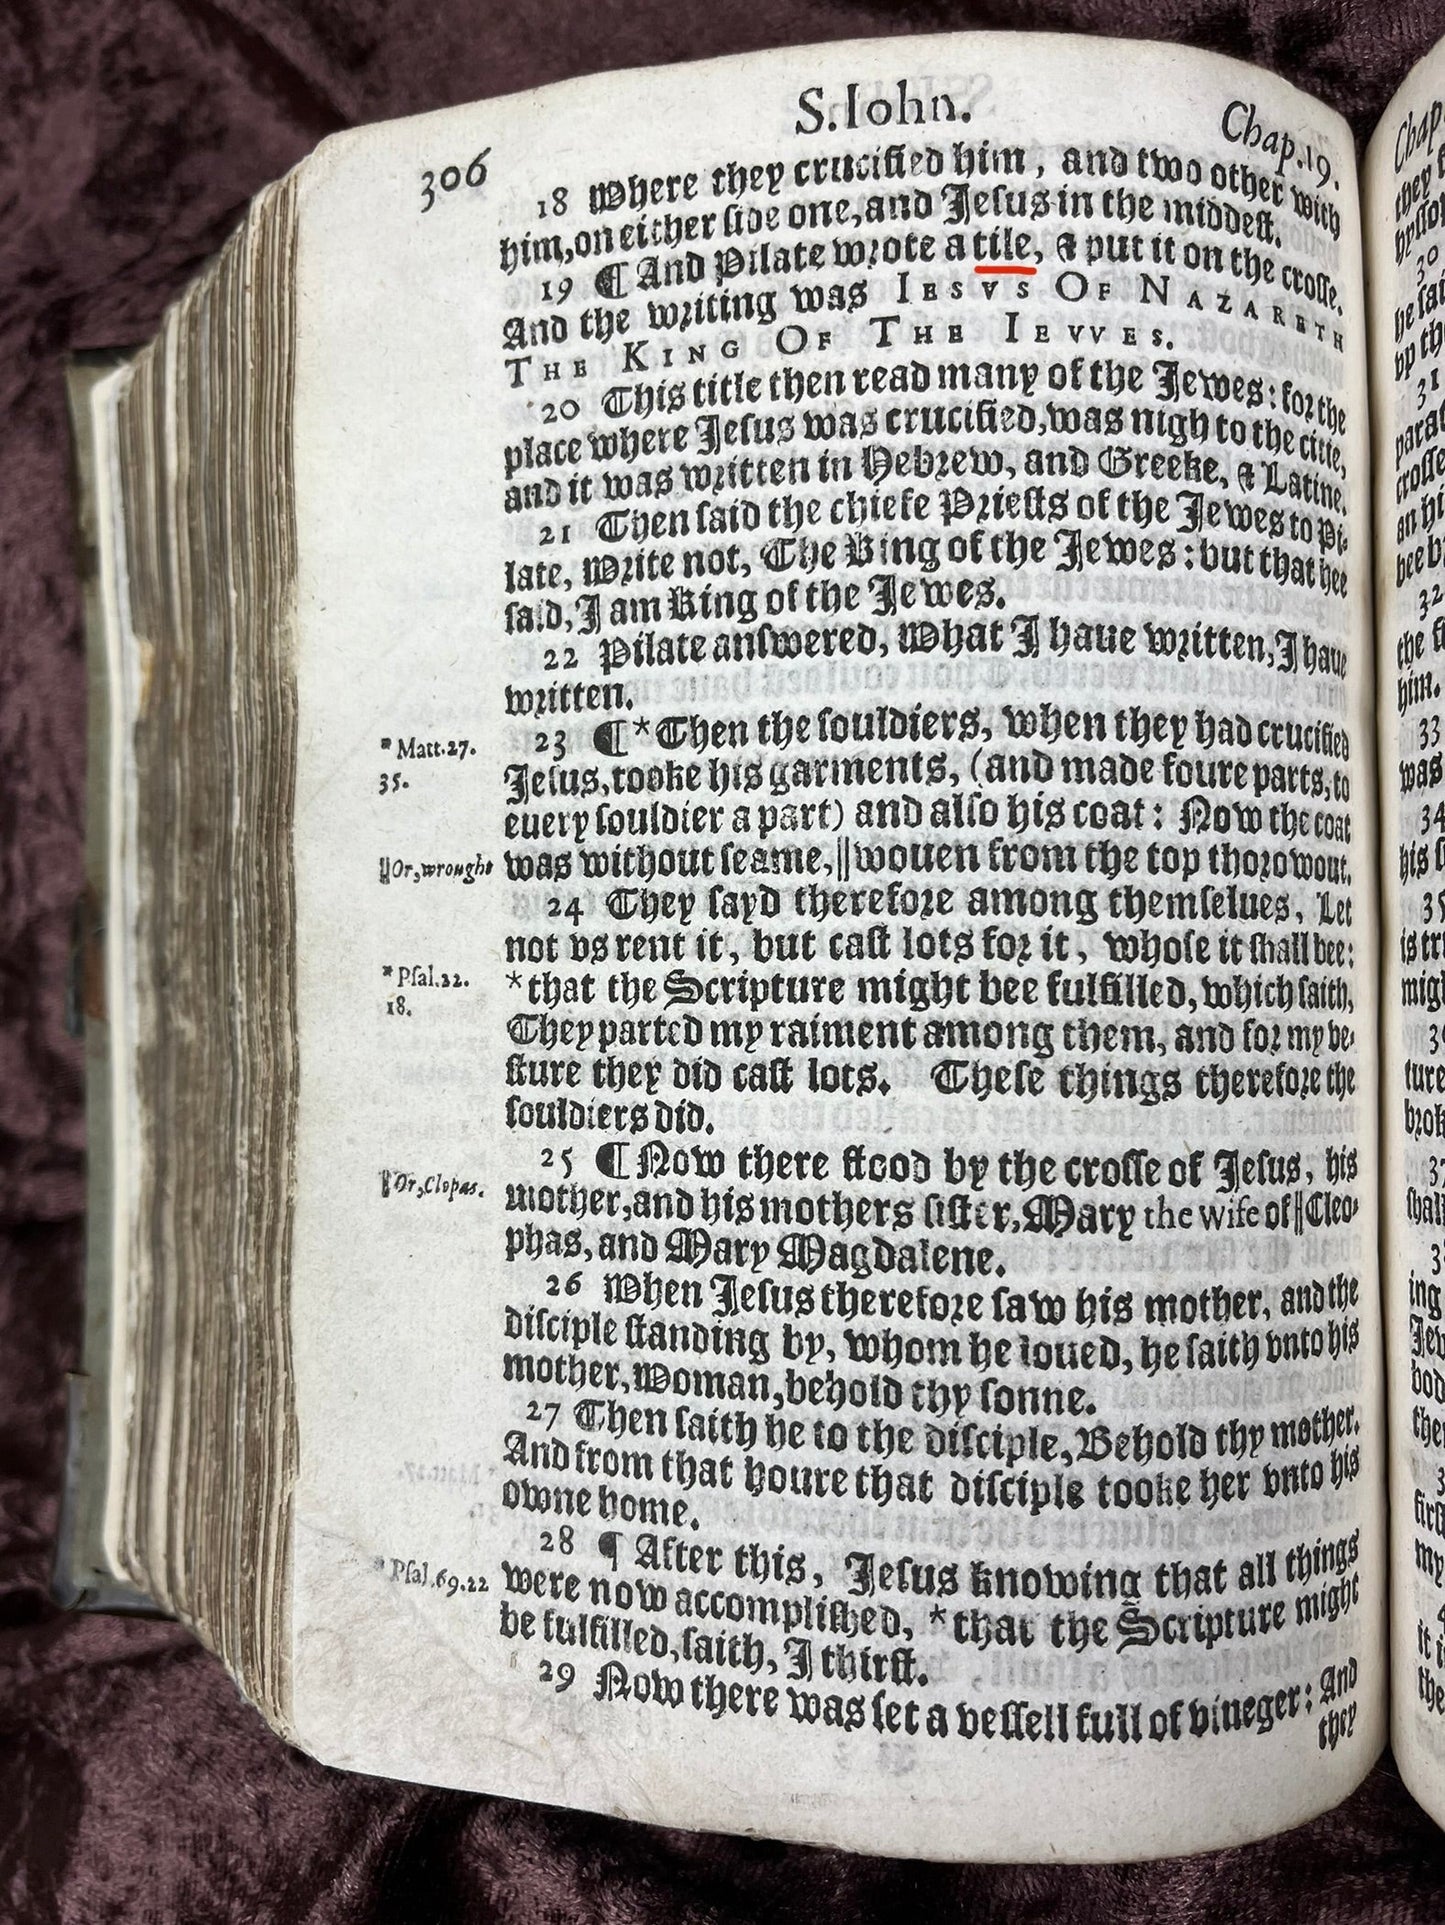 S. Iohn.
Chap. 19.
306
18 Where they crucified him, and two other with
him, on either side one, and Jesus in the middest.
19 ¶ And Pilate wrote a tile, & put it on the crosse.
And the writing was IESVS OF NAZARETH
THE KING OF THE IEVVES.
20 This title then read many of the Jewes: for the
place where Jesus was crucified, was nigh to the citie,
and it was written in Hebrew, and Greeke, & Latine.
21 Then said the chiefe Priests of the Jewes to Pi-
late, Write not, The King of the Jewes: but that hee
said, I am King of the Jewes.
22 Pilate answered, What I haue written, I haue
written.
23 ¶ *Then the souldiers, when they had crucified
* Matt. 27.
35.
Jesus, tooke his garments, (and made foure parts, to
euery souldier a part) and also his coat: Now the coat
|| Or, wrought
was without seame, || wouen from the top thorowout.
24 They sayd therefore among themselues, Let
not vs rent it, but cast lots for it, whose it shall bee:
* Psal. 22.
18.
*that the Scripture might bee fulfilled, which saith,
They parted my raiment among them, and for my ve-
sture they did cast lots. These things therefore the
souldiers did.
25 ¶ Now there stood by the crosse of Jesus, his
|| Or, Clopas.
mother, and his mothers sister, Mary the wife of || Cleo-
phas, and Mary Magdalene.
26 When Jesus therefore saw his mother, and the
disciple standing by, whom he loued, he saith vnto his
mother, Woman, behold thy sonne.
27 Then saith he to the disciple, Behold thy mother.
And from that houre that disciple tooke her vnto his
owne home.
28 ¶ After this, Jesus knowing that all things
* Psal. 69. 22
were now accomplished, *that the Scripture might
be fulfilled, saith, I thirst.
29 Now there was set a vessell full of vineger: And
they